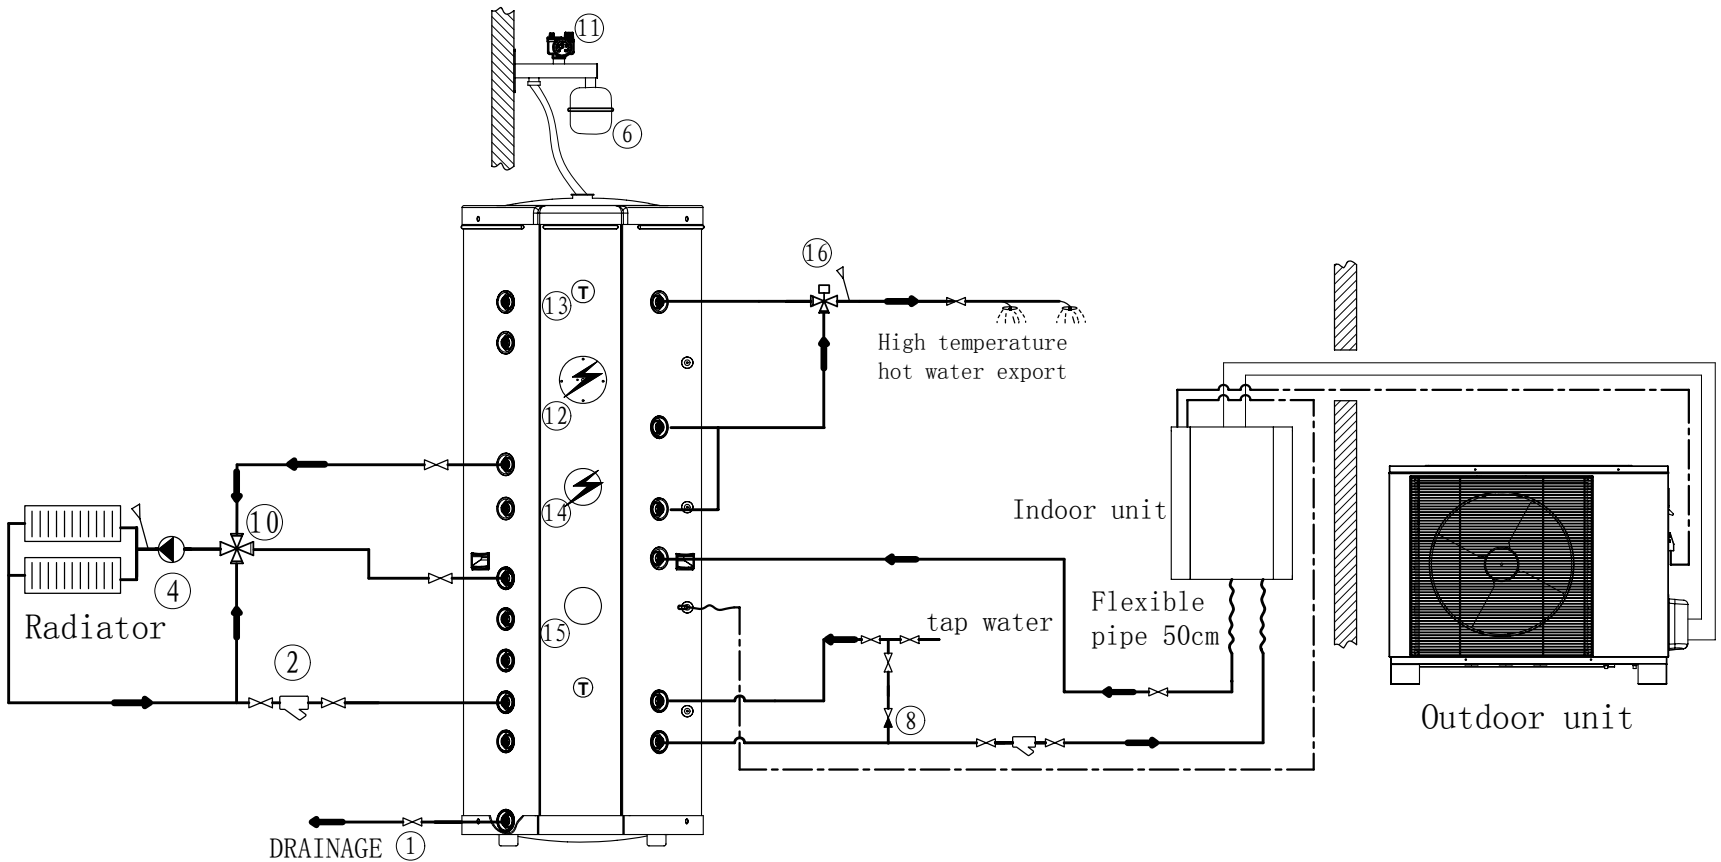 11
6
16
13
T
High temperature
hot water export
12
14
10
Indoor unit
4
Radiator
Flexible
pipe 50cm
tap water
15
2
T
8
Outdoor unit
DRAINAGE 1